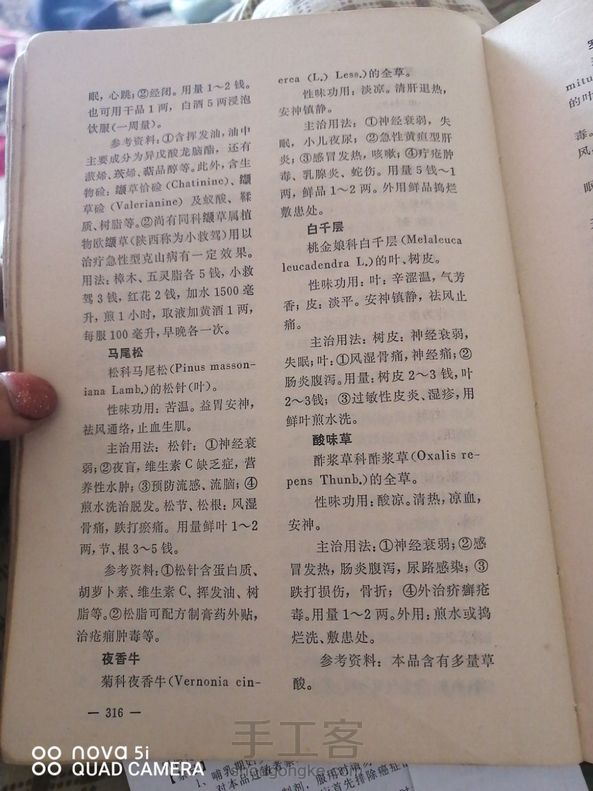 眠，心跳；②经闭。用量1～2钱。
也可用干品1两，白酒5两浸泡
饮服(一周量)。
参考资料：①含挥发油，油中
主要成分为异戊酸龙脑酯，还有
蒎烯、莰烯、萜品醇等。此外，含生
物硷：缬草恰硷(Chatinine)、缬
草硷(Valerianine)及蚁酸、鞣
质、树脂等。②尚有同科缬草属植
物欧缬草(陕西称为小救驾)用以
治疗急性型克山病有一定效果。
用法：樟木、五灵脂各5钱，小救
驾3钱，红花2钱，加水1500毫
升，煎1小时，取液加黄酒1两，
每服100毫升，早晚各一次。
马尾松
松科马尾松(Pinus masson-
iana Lamb.)的松针(叶)。
性味功用：苦温。益胃安神，
祛风通络，止血生肌。
主治用法：松针：①神经衰
弱；②夜盲，维生素C缺乏症，营
养性水肿；③预防流感、流脑；④
煎水洗治脱发。松节、松根：风湿
骨痛，跌打瘀痛。用量鲜叶1～2
两，节、根3～5钱。
参考资料：①松针含蛋白质、
胡萝卜素、维生素C、挥发油、树
脂等。②松脂可配方制膏药外贴，
治疮痈肿毒等。
夜香牛
菊科夜香牛(Vernonia cin-
— 316 —
erea (L.) Less.)的全草。
性味功用：淡凉。清肝退热，
安神镇静。
主治用法：①神经衰弱，失
眠，小儿夜尿；②急性黄疸型肝
炎；③感冒发热，咳嗽；④疔疮肿
毒、乳腺炎、蛇伤。用量5钱～1
两，鲜品1～2两。外用鲜品捣烂
敷患处。
白千层
桃金娘科白千层(Melaleuca
leucadendra L.)的叶、树皮。
性味功用：叶：辛涩温，气芳
香；皮：淡平。安神镇静，祛风止
痛。
主治用法：树皮：神经衰弱，
失眠；叶：①风湿骨痛，神经痛；②
肠炎腹泻。用量：树皮2～3钱，叶
2～3钱；③过敏性皮炎、湿疹，用
鲜叶煎水洗。
酸味草
酢浆草科酢浆草(Oxalis re-
pens Thunb.)的全草。
性味功用：酸凉。清热，凉血，
安神。
主治用法：①神经衰弱；②感
冒发热，肠炎腹泻，尿路感染；③
跌打损伤，骨折；④外治疥癣疮
毒。用量1～2两。外用：煎水或捣
烂洗、敷患处。
参考资料：本品含有多量草
酸。
mitu
的叶
毒。
风
nova 5i
QUAD CAMERA
手工客